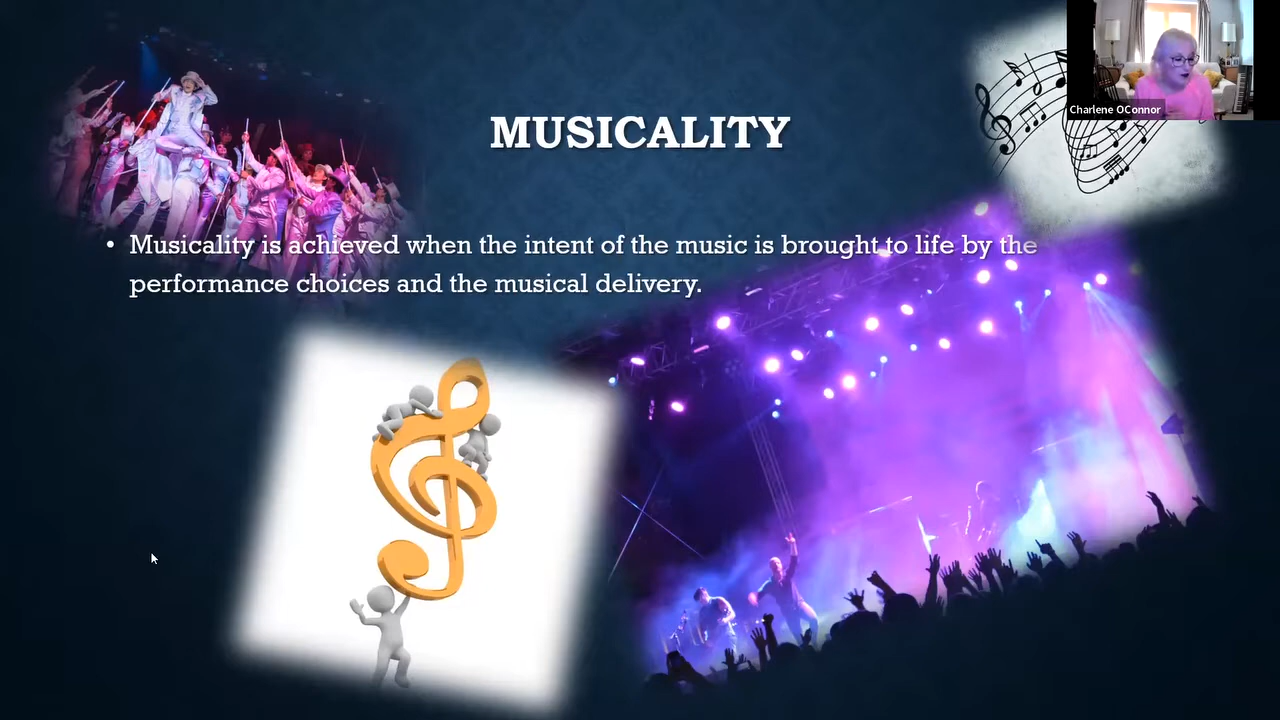 Charlene OConnor
MUSICALITY
• Musicality is achieved when the intent of the music is brought to life by the
performance choices and the musical delivery.